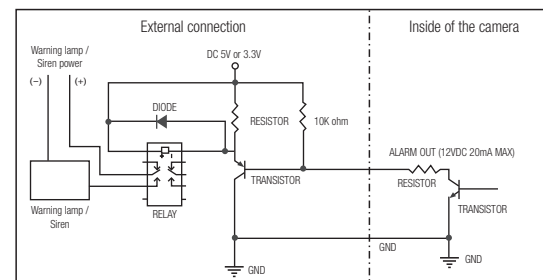 External connection
Inside of the camera
Warning lamp /
Siren power
(−)
(+)
DC 5V or 3.3V
DIODE
RESISTOR
10K ohm
ALARM OUT (12VDC 20mA MAX)
RESISTOR
TRANSISTOR
TRANSISTOR
Warning lamp /
Siren
RELAY
GND
GND
GND